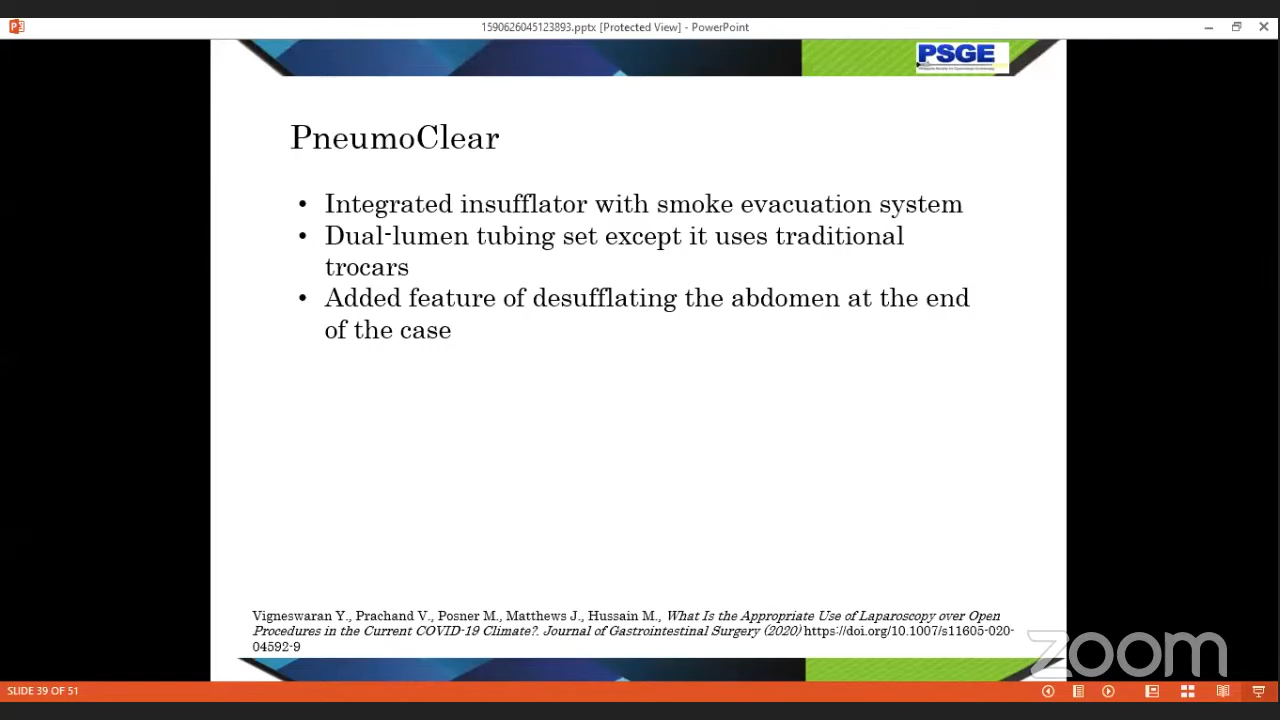 1590626045123893.pptx [Protected View] - PowerPoint
PSGE
PneumoClear
• Integrated insufflator with smoke evacuation system
• Dual-lumen tubing set except it uses traditional
trocars
• Added feature of desufflating the abdomen at the end
of the case
Vigneswaran Y., Prachand V., Posner M., Matthews J., Hussain M., What Is the Appropriate Use of Laparoscopy over Open
Procedures in the Current COVID-19 Climate?. Journal of Gastrointestinal Surgery (2020) https://doi.org/10.1007/s11605-020-
04592-9
zoom
SLIDE 39 OF 51